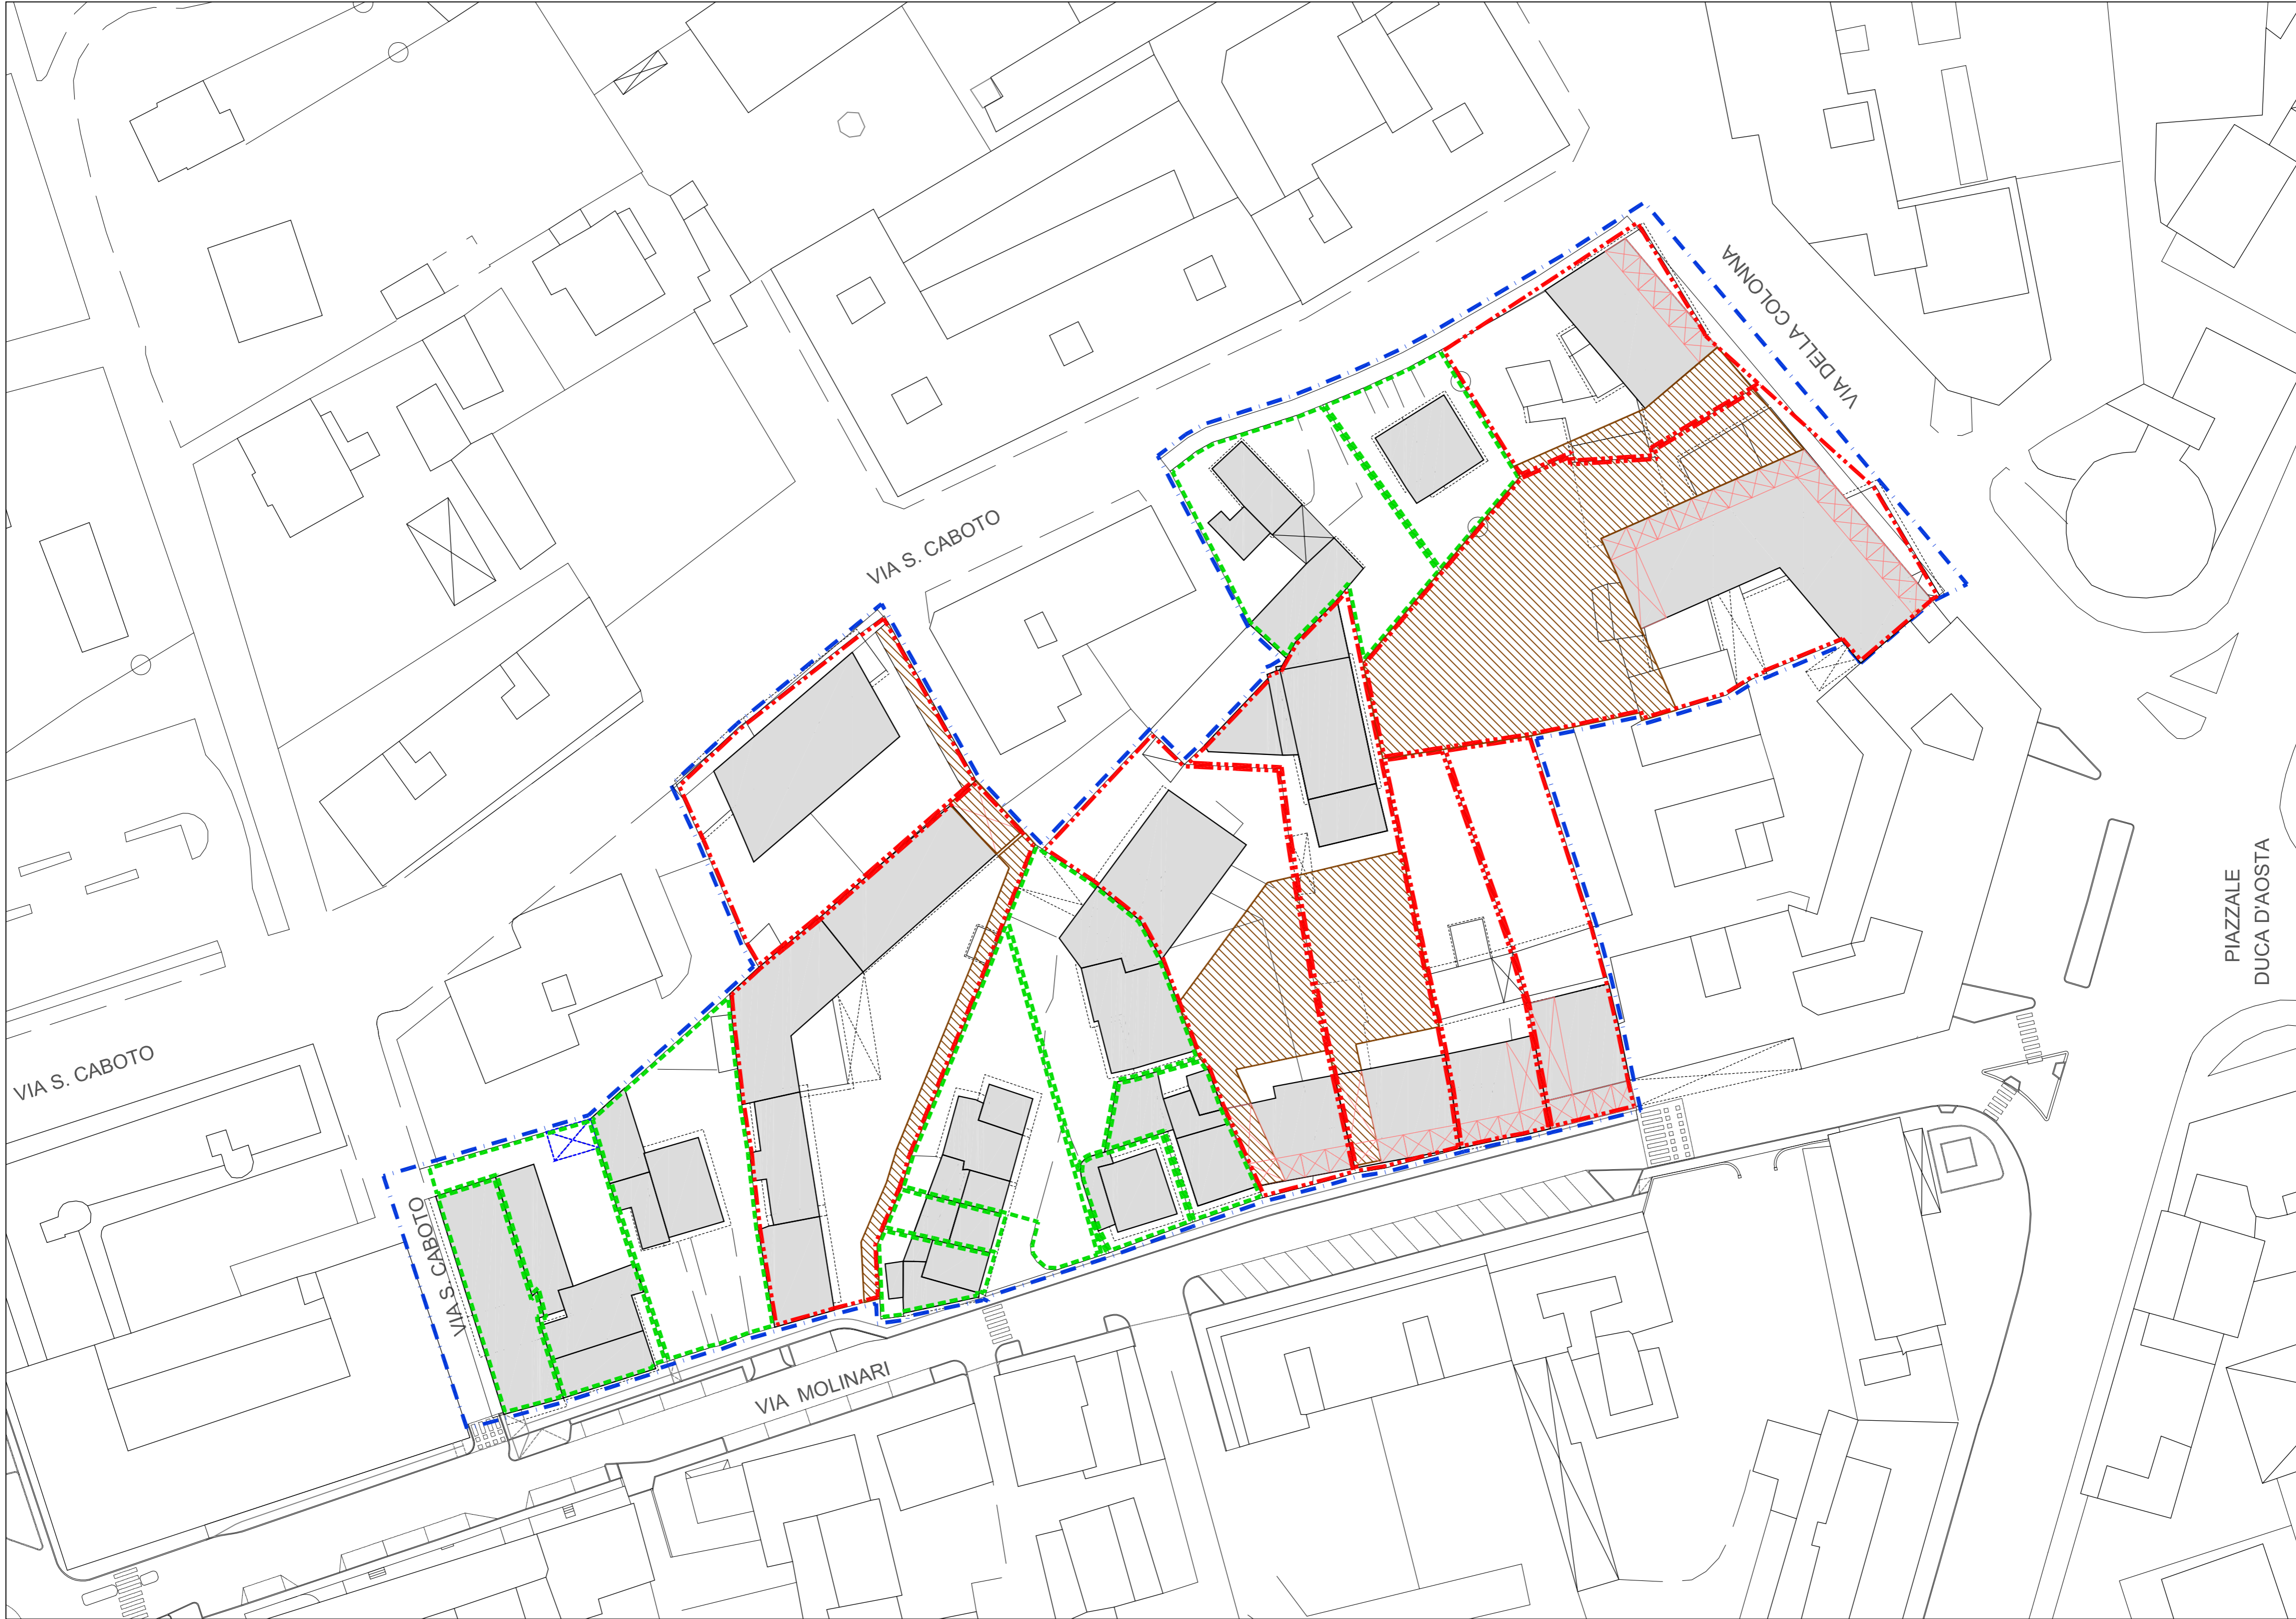 VIA DELLA COLONNA
VIA S. CABOTO
PIAZZALE
DUCA D'AOSTA
VIA S. CABOTO
VIA S. CABOTO
VIA MOLINARI